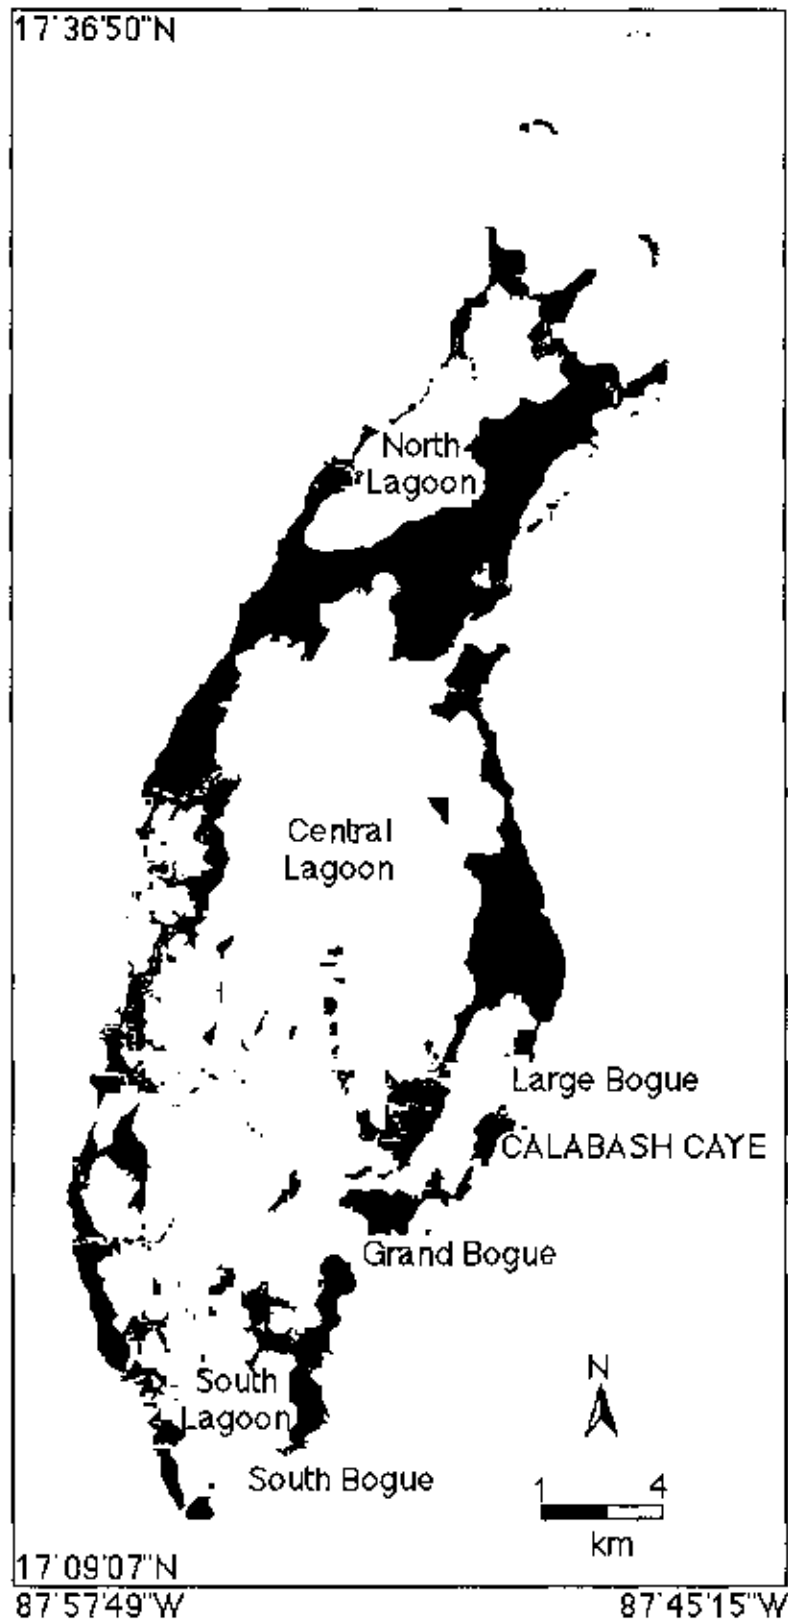 17°36'50"N
North
Lagoon
Central
Lagoon
Large Bogue
CALABASH CAYE
Grand Bogue
South
Lagoon
South Bogue
N
1 4
km
17°09'07"N
87°57'49"W 87°45'15"W